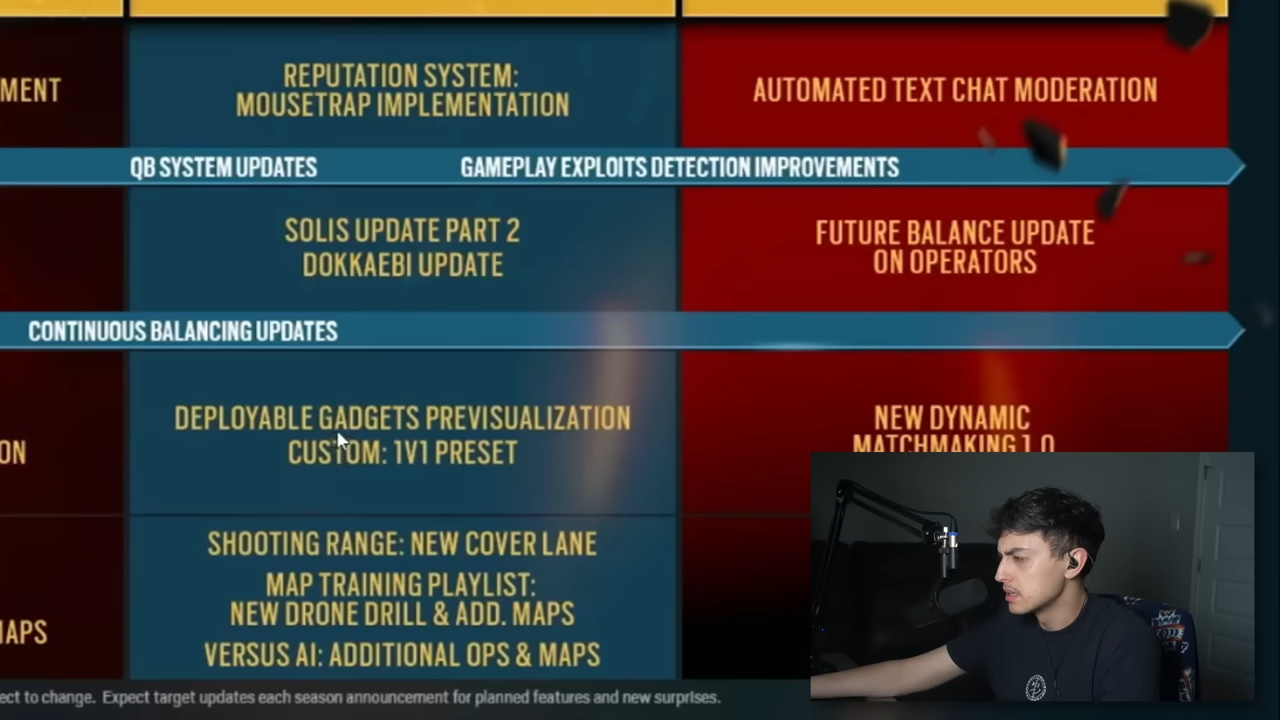 MENT
REPUTATION SYSTEM:
MOUSETRAP IMPLEMENTATION
AUTOMATED TEXT CHAT MODERATION
QB SYSTEM UPDATES
GAMEPLAY EXPLOITS DETECTION IMPROVEMENTS
SOLIS UPDATE PART 2
DOKKAEBI UPDATE
FUTURE BALANCE UPDATE
ON OPERATORS
CONTINUOUS BALANCING UPDATES
ON
DEPLOYABLE GADGETS PREVISUALIZATION
CUSTOM: 1V1 PRESET
NEW DYNAMIC
MATCHMAKING 1.0
MAPS
SHOOTING RANGE: NEW COVER LANE
MAP TRAINING PLAYLIST:
NEW DRONE DRILL & ADD. MAPS
VERSUS AI: ADDITIONAL OPS & MAPS
ect to change. Expect target updates each season announcement for planned features and new surprises.